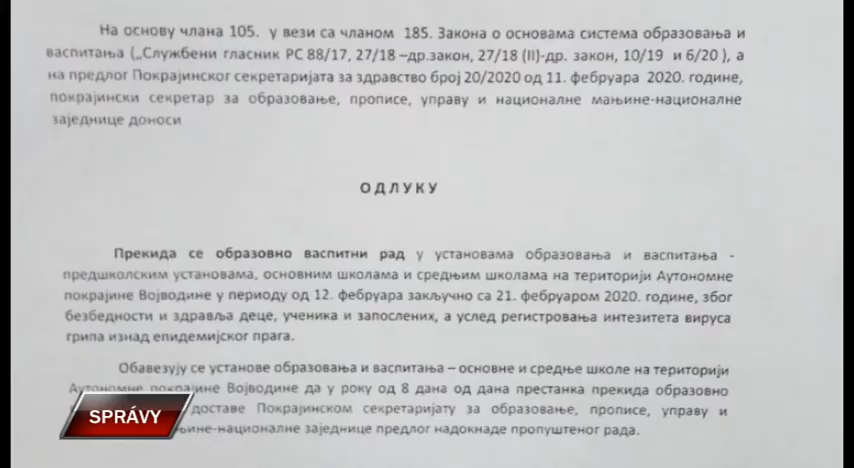 На основу члана 105. у вези са чланом 185. Закона о основама система образовања и
васпитања („Службени гласник РС 88/17, 27/18 –др.закон, 27/18 (II)-др. закон, 10/19 и 6/20 ), а
на предлог Покрајинског секретаријата за здравство број 20/2020 од 11. фебруара 2020. године,
покрајински секретар за образовање, прописе, управу и националне мањине-националне
заједнице доноси
ОДЛУКУ
Прекида се образовно васпитни рад у установама образовања и васпитања -
предшколским установама, основним школама и средњим школама на територији Аутономне
покрајине Војводине у периоду од 12. фебруара закључно са 21. фебруаром 2020. године, због
безбедности и здравља деце, ученика и запослених, а услед регистровања интезитета вируса
грипа изнад епидемијског прага.
Обавезују се установе образовања и васпитања – основне и средње школе на територији
Аутономне покрајине Војводине да у року од 8 дана од дана престанка прекида образовно
доставе Покрајинском секретаријату за образовање, прописе, управу и
-националне заједнице предлог надокнаде пропуштеног рада.
SPRÁVY